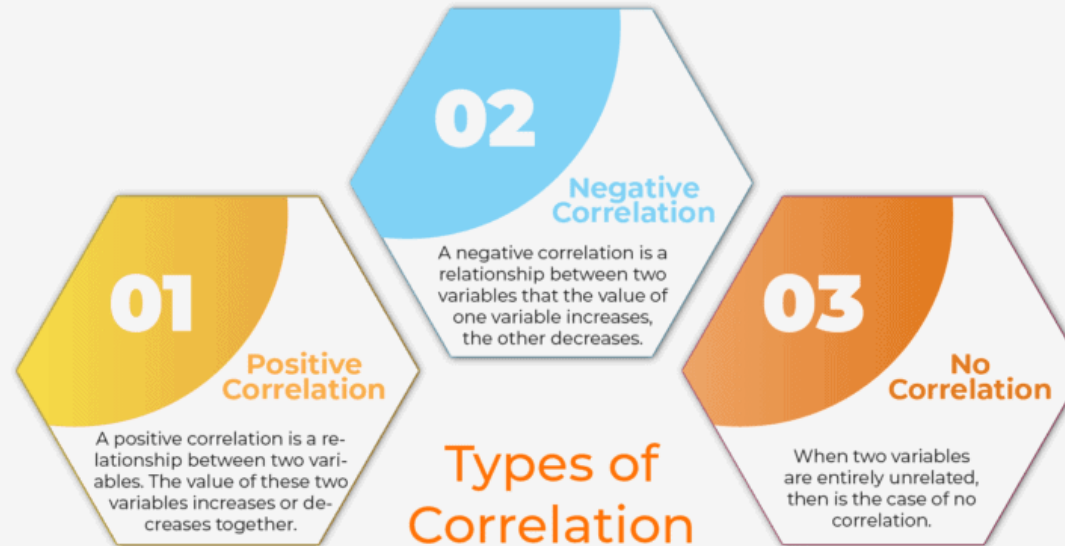 01
Positive
Correlation
A positive correlation is a re-
lationship between two vari-
ables. The value of these two
variables increases or de-
creases together.
02
Negative
Correlation
A negative correlation is a
relationship between two
variables that the value of
one variable increases,
the other decreases.
03
No
Correlation
When two variables
are entirely unrelated,
then is the case of no
correlation.
Types of
Correlation